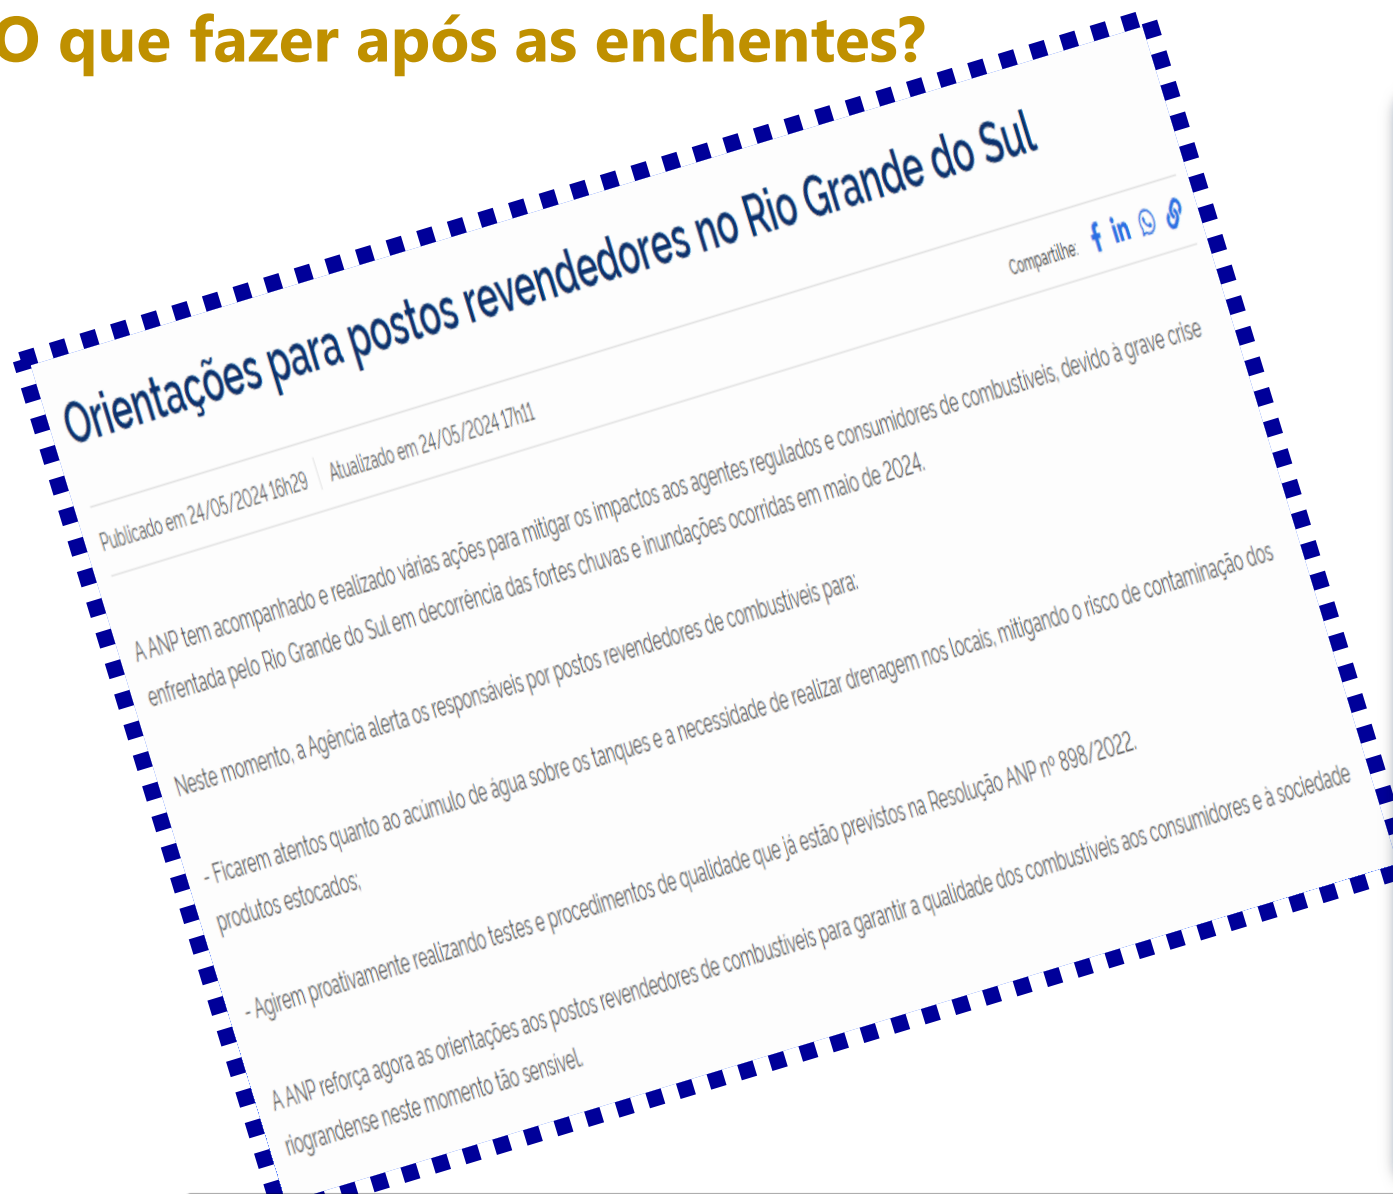 O que fazer após as enchentes?
Orientações para postos revendedores no Rio Grande do Sul
Compartilhe:
Publicado em 24/05/2024 16h29 Atualizado em 24/05/2024 17h11
A ANP tem acompanhado e realizado várias ações para mitigar os impactos aos agentes regulados e consumidores de combustíveis, devido à grave crise
enfrentada pelo Rio Grande do Sul em decorrência das fortes chuvas e inundações ocorridas em maio de 2024.
Neste momento, a Agência alerta os responsáveis por postos revendedores de combustíveis para:
- Ficarem atentos quanto ao acúmulo de água sobre os tanques e a necessidade de realizar drenagem nos locais, mitigando o risco de contaminação dos
produtos estocados;
- Agirem proativamente realizando testes e procedimentos de qualidade que já estão previstos na Resolução ANP nº 898/2022.
A ANP reforça agora as orientações aos postos revendedores de combustíveis para garantir a qualidade dos combustíveis aos consumidores e à sociedade
riograndense neste momento tão sensível.